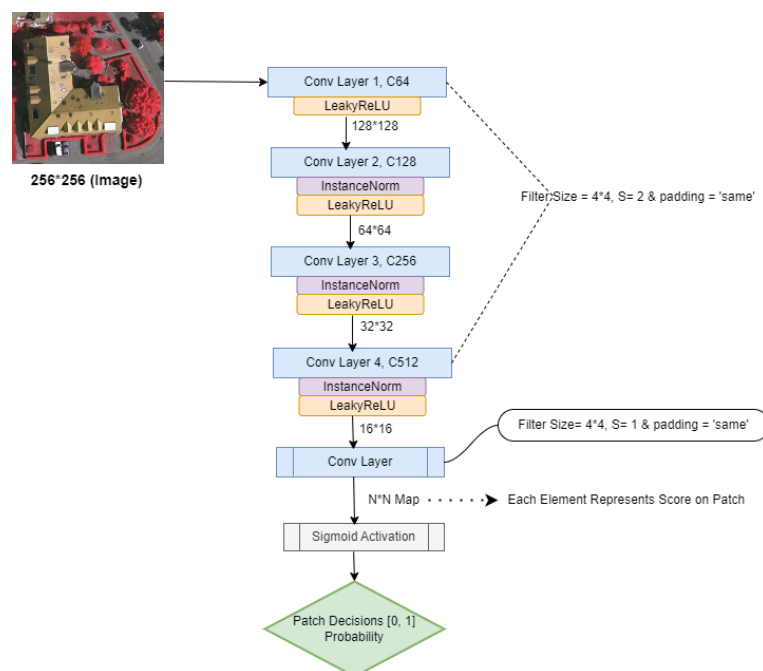 256*256 (Image)
Conv Layer 1, C64
LeakyReLU
128*128
Conv Layer 2, C128
InstanceNorm
LeakyReLU
64*64
Filter Size = 4*4, S= 2 & padding = 'same'
Conv Layer 3, C256
InstanceNorm
LeakyReLU
32*32
Conv Layer 4, C512
InstanceNorm
LeakyReLU
16*16
Filter Size= 4*4, S= 1 & padding = 'same'
Conv Layer
N*N Map
Each Element Represents Score on Patch
Sigmoid Activation
Patch Decisions [0, 1]
Probability